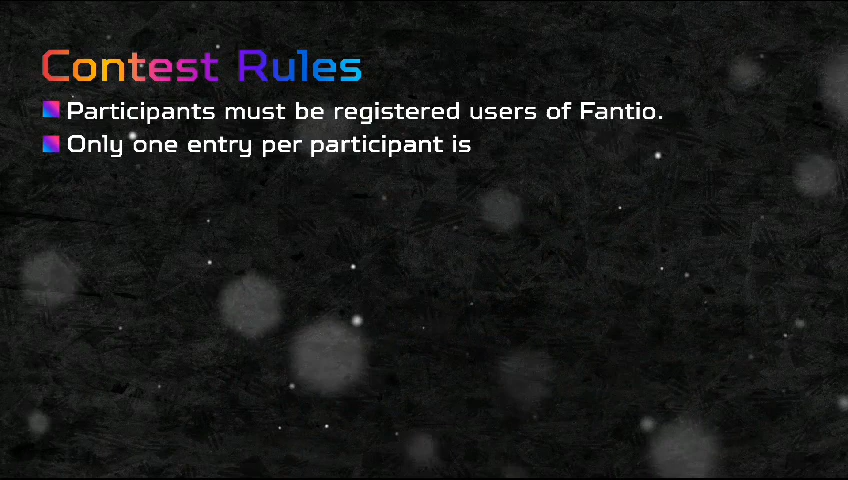 Contest Rules
Participants must be registered users of Fantio.
Only one entry per participant is